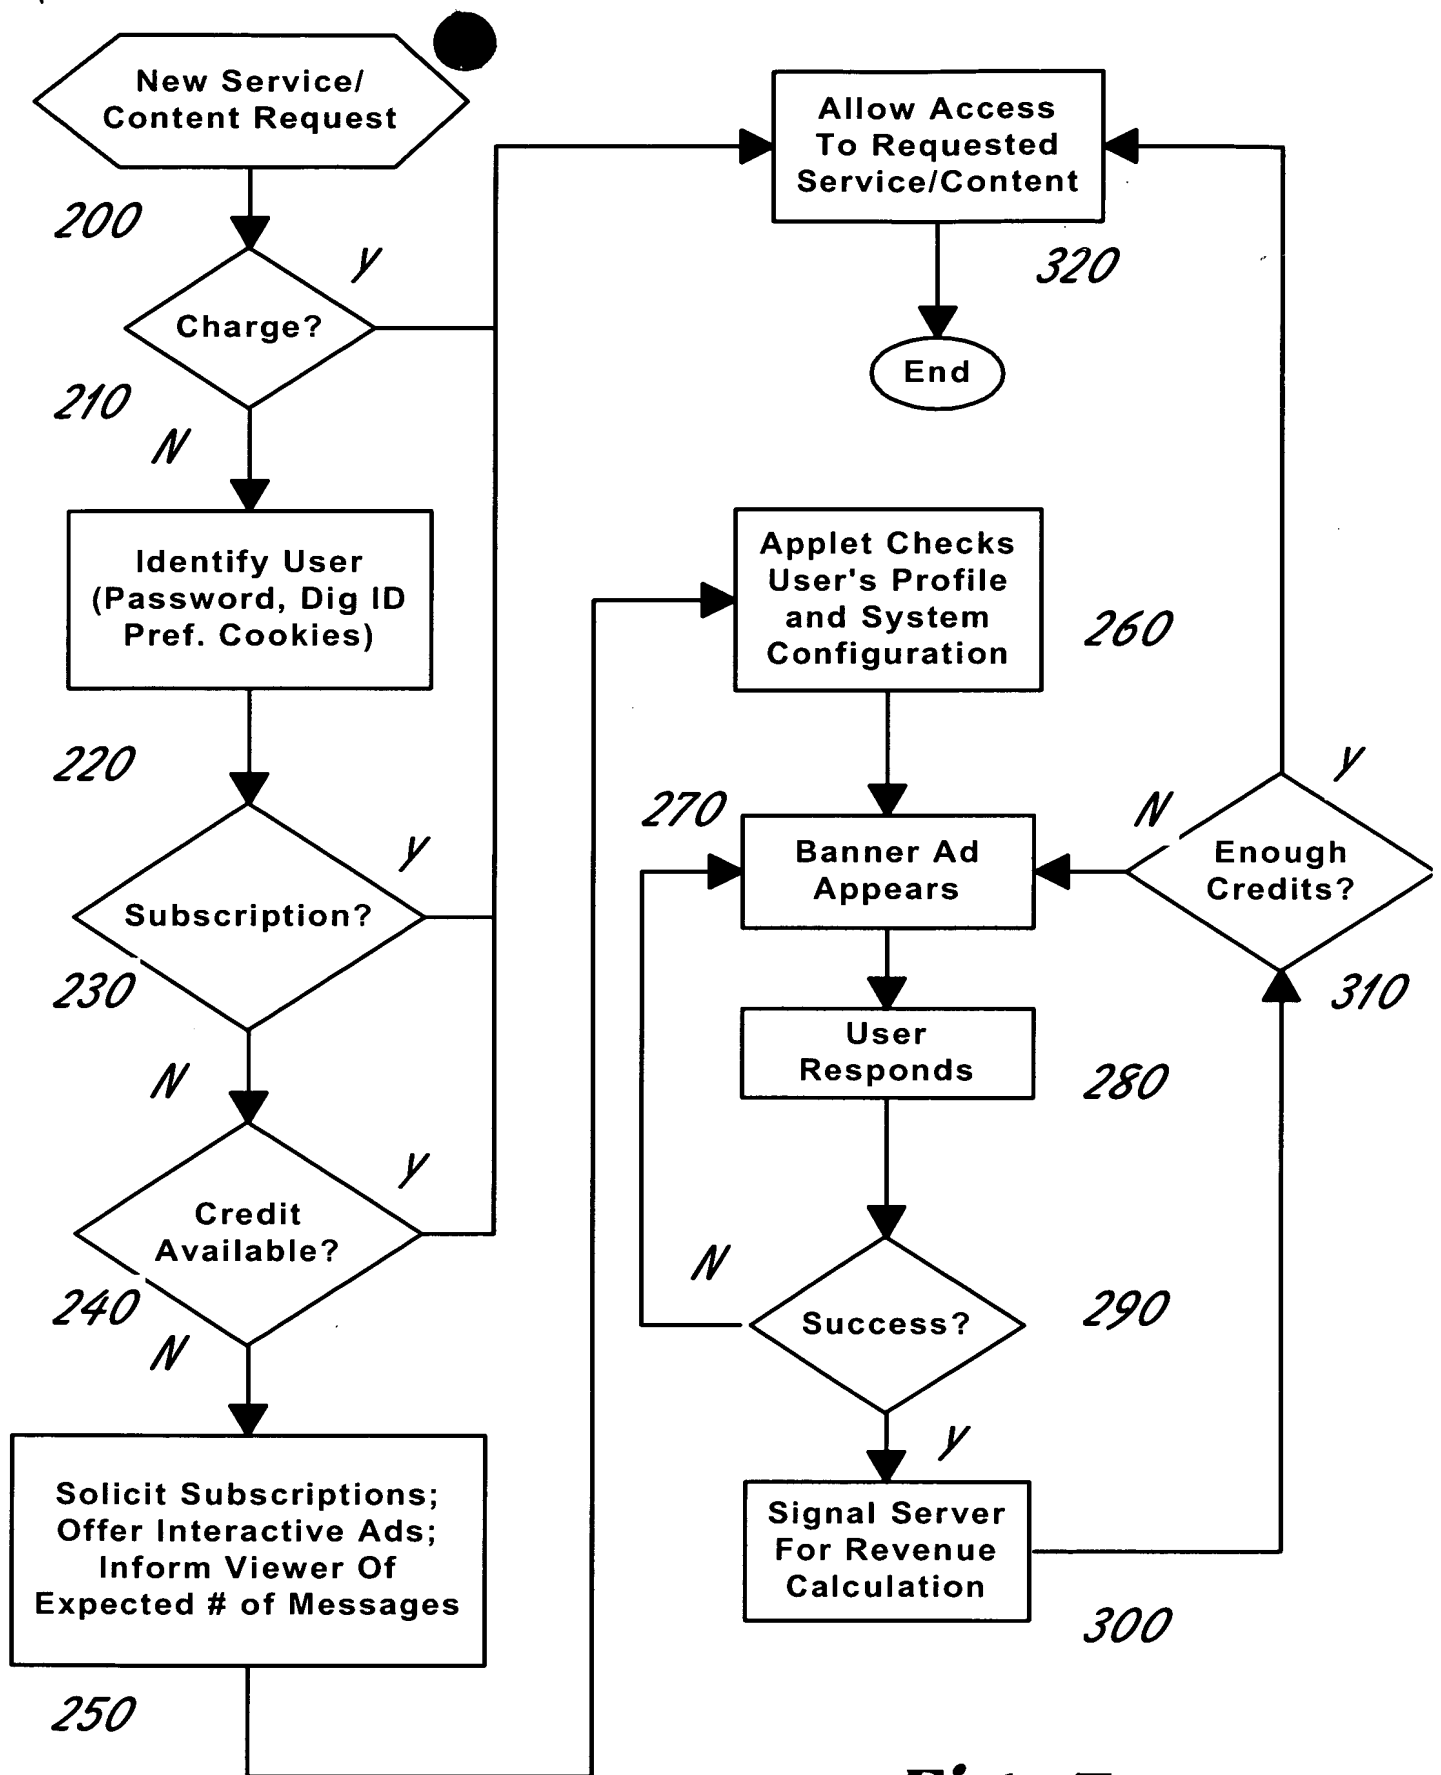 New Service/
Content Request
200
Y
Charge?
210
N
Identify User
(Password, Dig ID
Pref. Cookies)
220
Y
Subscription?
230
N
Y
Credit
Available?
240
N
Solicit Subscriptions;
Offer Interactive Ads;
Inform Viewer Of
Expected # of Messages
250
Allow Access
To Requested
Service/Content
320
End
Applet Checks
User's Profile
and System
Configuration
260
270
Banner Ad
Appears
N
Y
Enough
Credits?
310
User
Responds
280
N
Success?
290
Y
Signal Server
For Revenue
Calculation
300